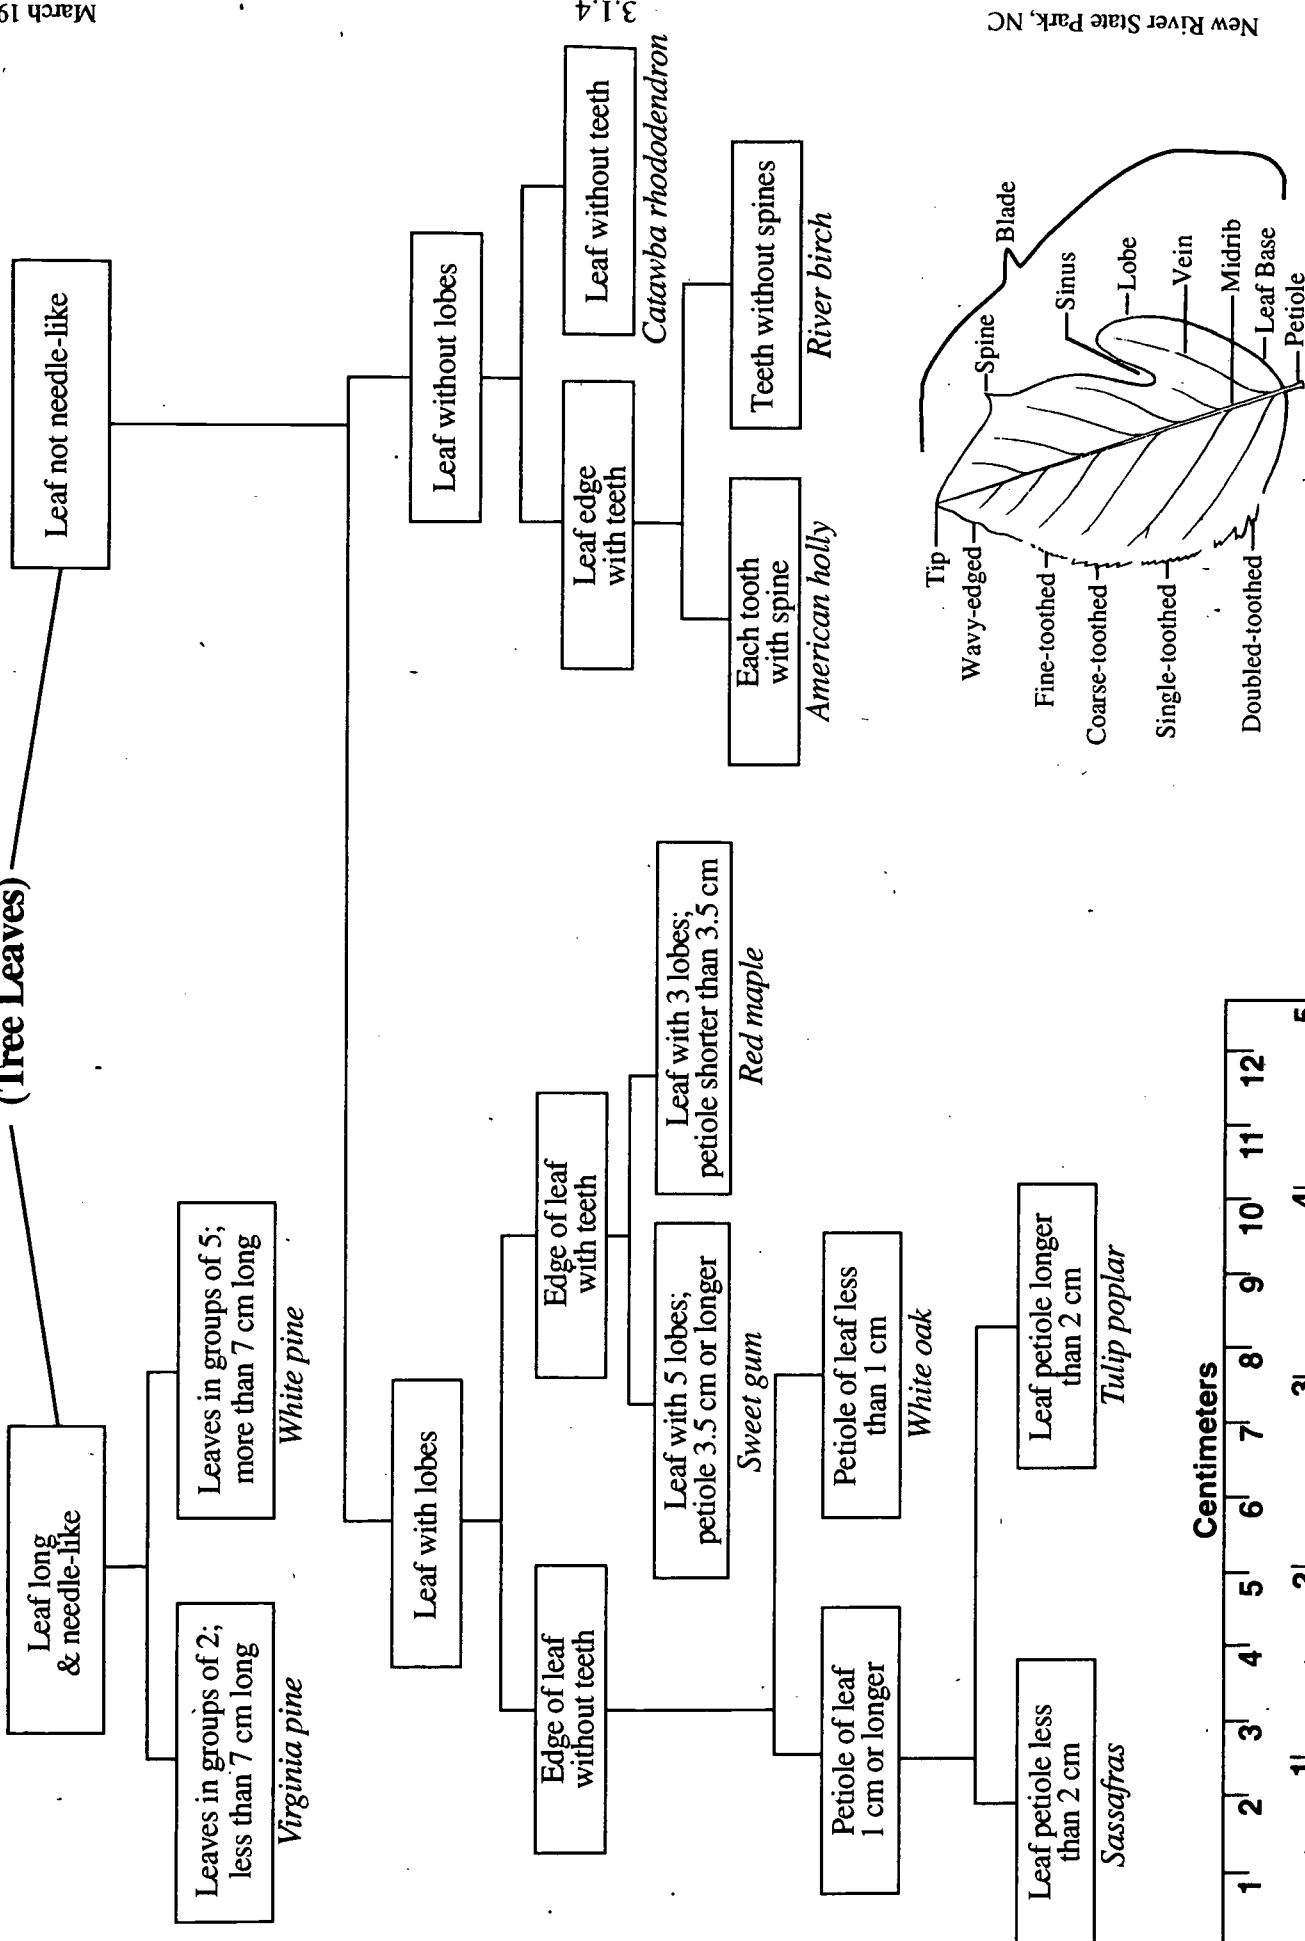 (Tree Leaves)
Leaf long
& needle-like
Leaf not needle-like
Leaves in groups of 2;
less than 7 cm long
Virginia pine
Leaves in groups of 5;
more than 7 cm long
White pine
Leaf with lobes
Leaf without lobes
Edge of leaf
without teeth
Edge of leaf
with teeth
Leaf edge
with teeth
Leaf without teeth
Catawba rhododendron
Leaf with 5 lobes;
petiole 3.5 cm or longer
Sweet gum
Leaf with 3 lobes;
petiole shorter than 3.5 cm
Red maple
Each tooth
with spine
American holly
Teeth without spines
River birch
Petiole of leaf
1 cm or longer
Petiole of leaf less
than 1 cm
White oak
Leaf petiole less
than 2 cm
Sassafras
Leaf petiole longer
than 2 cm
Tulip poplar
Tip
Wavy-edged
Fine-toothed
Coarse-toothed
Single-toothed
Doubled-toothed
Spine
Blade
Sinus
Lobe
Vein
Midrib
Leaf Base
Petiole
Centimeters
1 2 3 4 5 6 7 8 9 10 11 12
1 2 3 4 5
New River State Park, NC
3.1.4
March 19